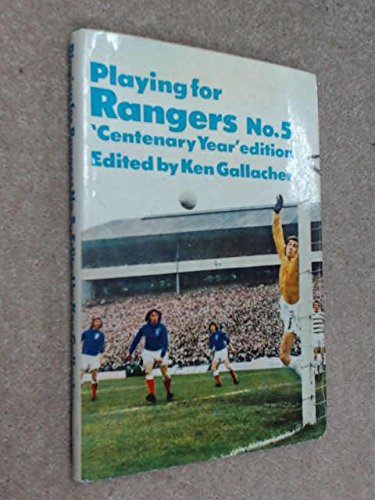 Playing for
Rangers No.5
'Centenary Year' edition
Edited by Ken Gallacher